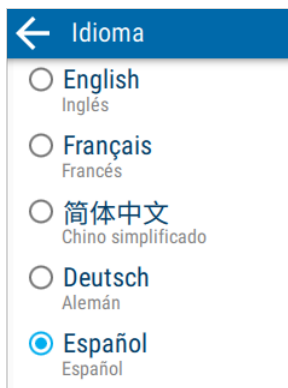 Idioma
English
Inglés
Français
Francés
简体中文
Chino simplificado
Deutsch
Alemán
Español
Español